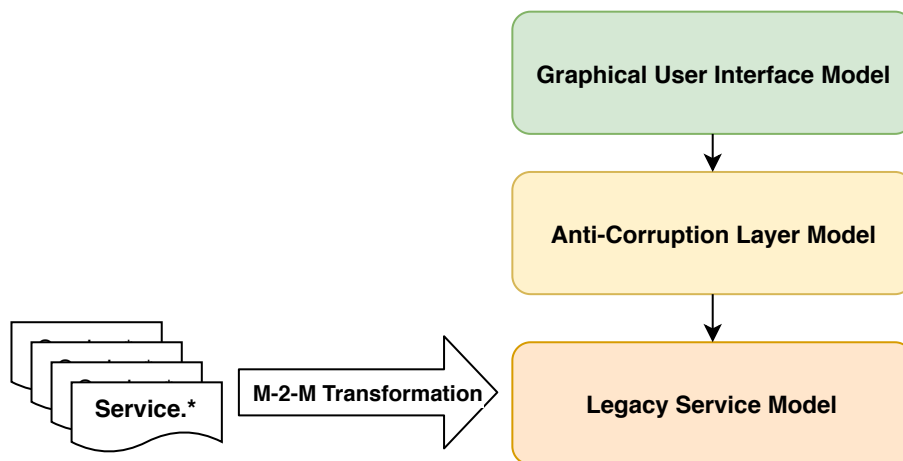 Graphical User Interface Model
Anti-Corruption Layer Model
Service.*
M-2-M Transformation
Legacy Service Model